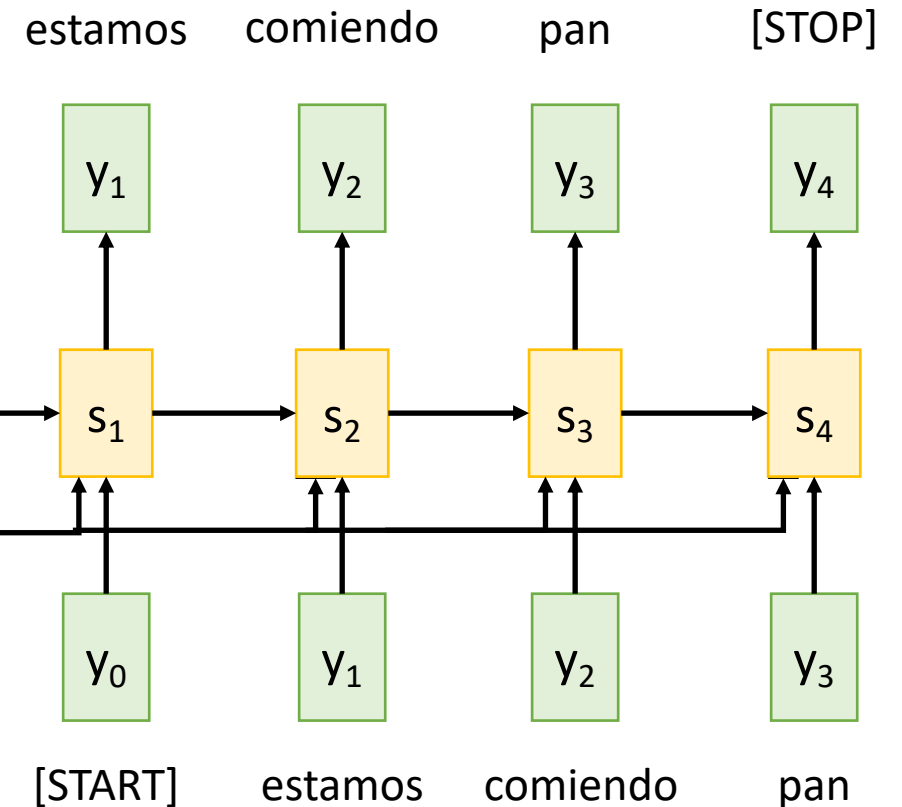 estamos comiendo pan [STOP]
y₁ y₂ y₃ y₄
s₁ s₂ s₃ s₄
y₀ y₁ y₂ y₃
[START] estamos comiendo pan